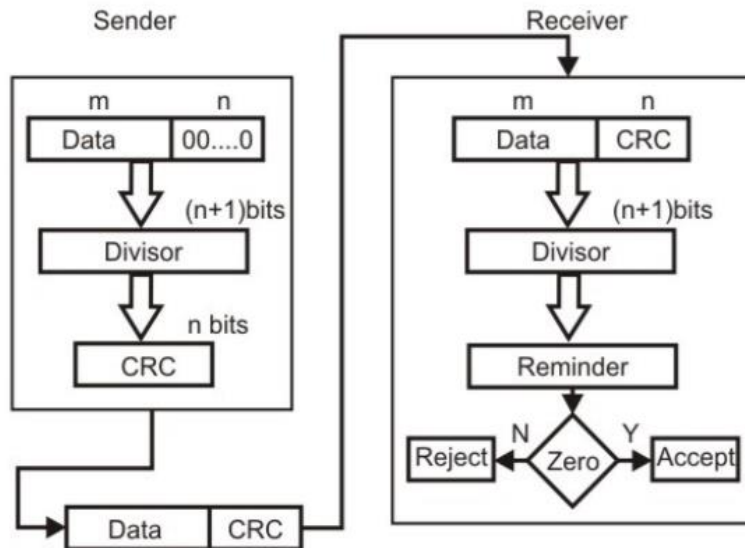 Sender
m n
Data 00....0
(n+1)bits
Divisor
n bits
CRC
Data CRC
Receiver
m n
Data CRC
(n+1)bits
Divisor
Reminder
N Y
Reject Zero Accept